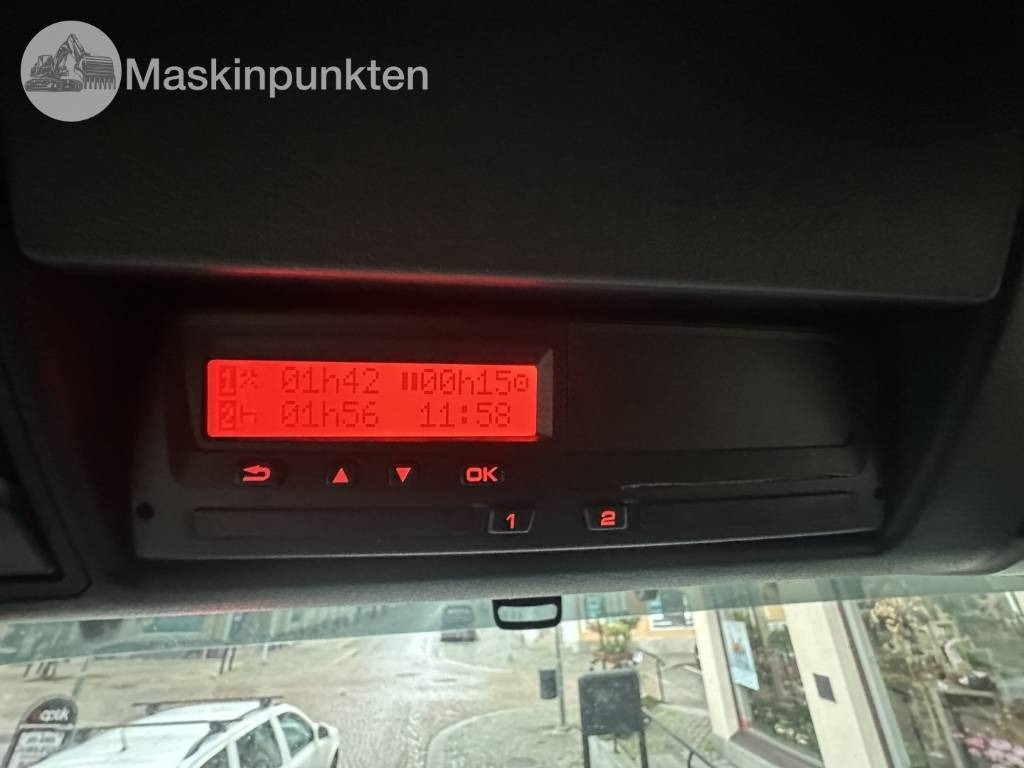 Maskinpunkten
1 01h42 00h15
2 01h56 11:58
OK
1 2